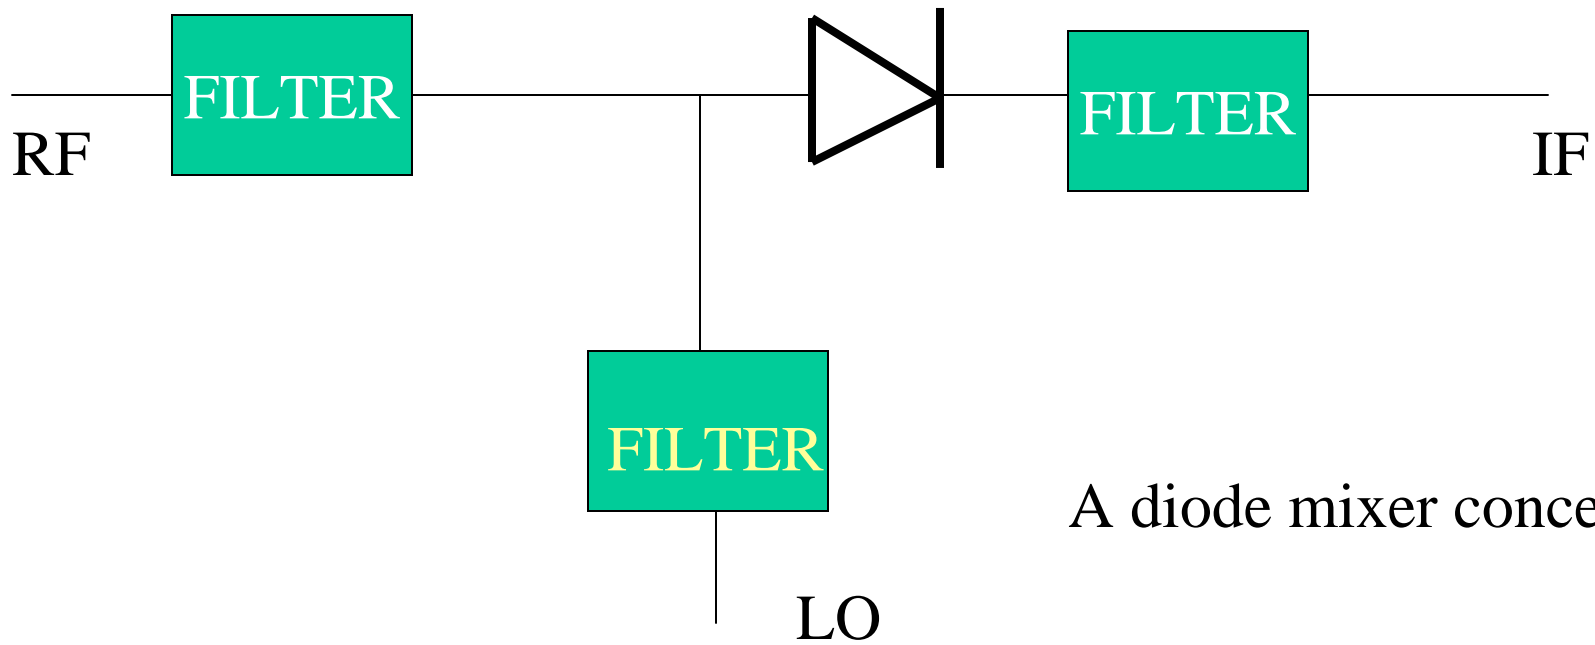 FILTER
FILTER
RF
IF
FILTER
A diode mixer conce
LO